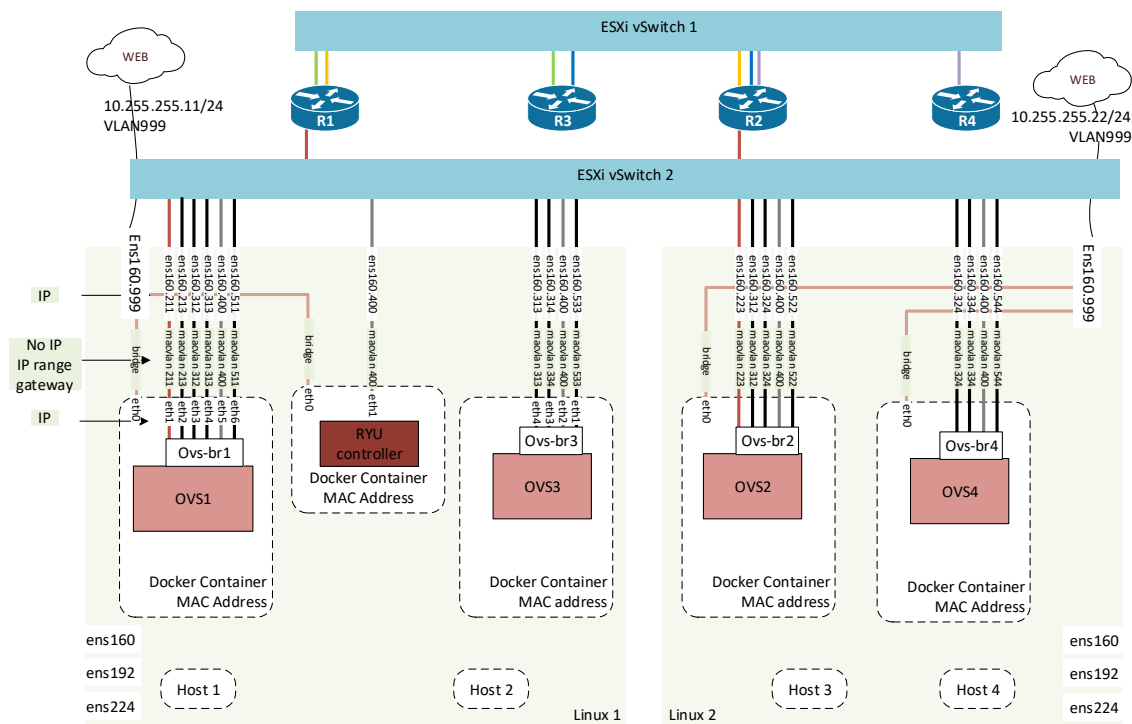 ESXi vSwitch 1
WEB
WEB
10.255.255.11/24
VLAN999
R1
R3
R2
R4
10.255.255.22/24
VLAN999
ESXi vSwitch 2
Ens160.999
ens160.211
ens160.213
ens160.312
ens160.313
ens160.400
ens160.511
ens160.400
ens160.313
ens160.314
ens160.400
ens160.533
ens160.223
ens160.312
ens160.324
ens160.400
ens160.522
ens160.324
ens160.334
ens160.400
ens160.544
Ens160.999
IP
No IP
IP range
gateway
IP
bridge
macvlan 211
macvlan 213
macvlan 312
macvlan 313
macvlan 400
macvlan 511
bridge
macvlan 400
macvlan 313
macvlan 334
macvlan 400
macvlan 533
bridge
macvlan 223
macvlan 312
macvlan 324
macvlan 400
macvlan 522
bridge
macvlan 324
macvlan 334
macvlan 400
macvlan 544
eth0
eth1
eth2
eth3
eth4
eth5
eth6
eth0
eth1
eth4
eth3
eth2
eth1
eth0
eth0
Ovs-br1
OVS1
Docker Container
MAC Address
RYU
controller
Docker Container
MAC Address
Ovs-br3
OVS3
Docker Container
MAC address
Ovs-br2
OVS2
Docker Container
MAC address
Ovs-br4
OVS4
Docker Container
MAC Address
ens160
ens192
ens224
Host 1
Host 2
Linux 1
Linux 2
Host 3
Host 4
ens160
ens192
ens224